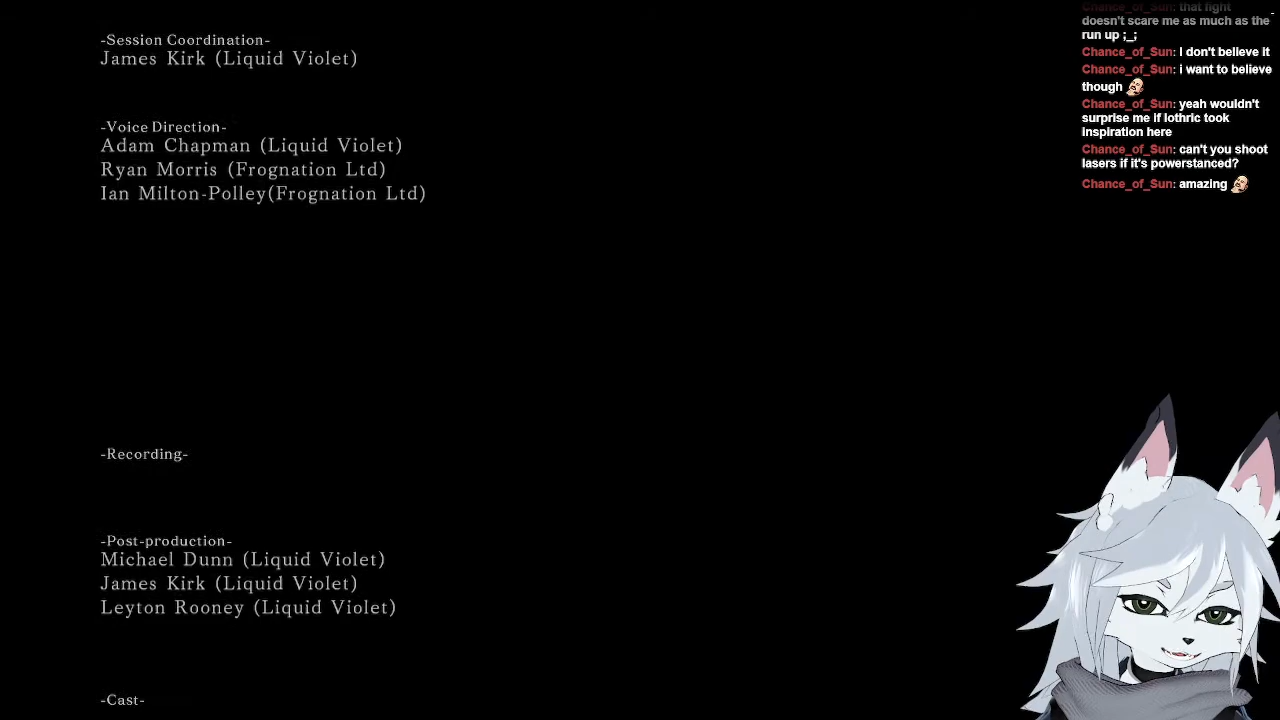 -Session Coordination-
James Kirk (Liquid Violet)
-Voice Direction-
Adam Chapman (Liquid Violet)
Ryan Morris (Frognation Ltd)
Ian Milton-Polley(Frognation Ltd)
-Recording-
-Post-production-
Michael Dunn (Liquid Violet)
James Kirk (Liquid Violet)
Leyton Rooney (Liquid Violet)
-Cast-
Chance_of_Sun: that fight
doesn't scare me as much as the
run up ;_;
Chance_of_Sun: I don't believe it
Chance_of_Sun: i want to believe
though
Chance_of_Sun: yeah wouldn't
surprise me if lothric took
inspiration here
Chance_of_Sun: can't you shoot
lasers if it's powerstanced?
Chance_of_Sun: amazing